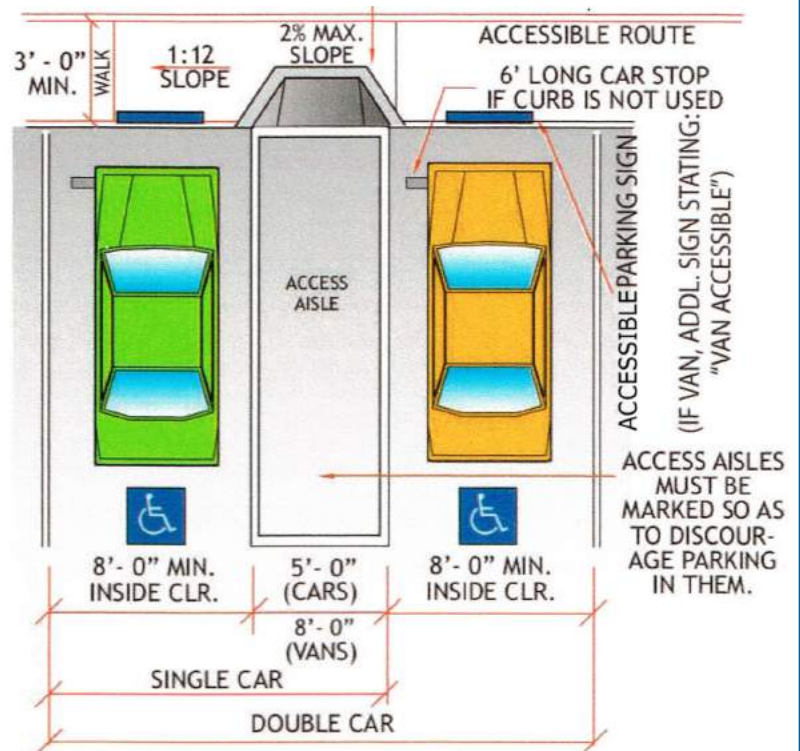 ACCESSIBLE ROUTE
3' - 0"
MIN.
WALK
1:12
SLOPE
2% MAX.
SLOPE
6' LONG CAR STOP
IF CURB IS NOT USED
ACCESSIBLE PARKING SIGN
(IF VAN, ADDL. SIGN STATING:
"VAN ACCESSIBLE")
ACCESS
AISLE
ACCESS AISLES
MUST BE
MARKED SO AS
TO DISCOUR-
AGE PARKING
IN THEM.
8'- 0" MIN.
INSIDE CLR.
5'- 0"
(CARS)
8'- 0"
(VANS)
8'- 0" MIN.
INSIDE CLR.
SINGLE CAR
DOUBLE CAR